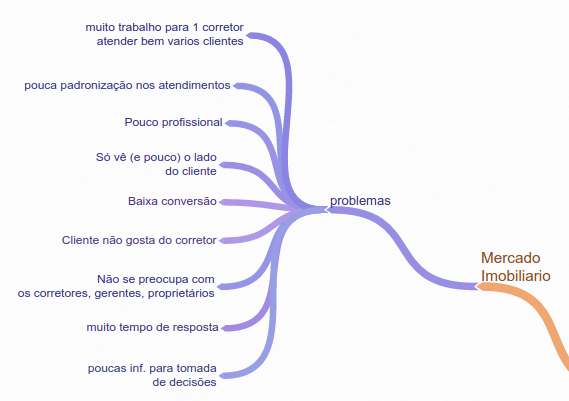 muito trabalho para 1 corretor
atender bem varios clientes
pouca padronização nos atendimentos
Pouco profissional
Só vê (e pouco) o lado
do cliente
Baixa conversão
Cliente não gosta do corretor
Não se preocupa com
os corretores, gerentes, proprietários
muito tempo de resposta
poucas inf. para tomada
de decisões
problemas
Mercado
Imobiliario